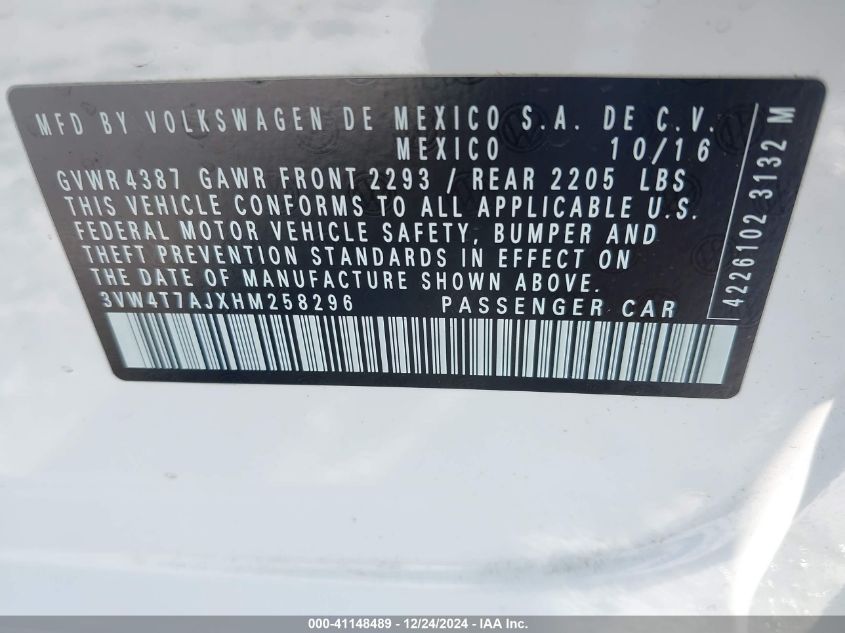 MFD BY VOLKSWAGEN DE MEXICO S.A. DE C.V.
MEXICO 10/16
GVWR 4387 GAWR FRONT 2293 / REAR 2205 LBS
THIS VEHICLE CONFORMS TO ALL APPLICABLE U.S.
FEDERAL MOTOR VEHICLE SAFETY, BUMPER AND
THEFT PREVENTION STANDARDS IN EFFECT ON
THE DATE OF MANUFACTURE SHOWN ABOVE.
3VW4T7AJXHM258296 PASSENGER CAR
4226102 3132 M
000-41148489 - 12/24/2024 - IAA Inc.